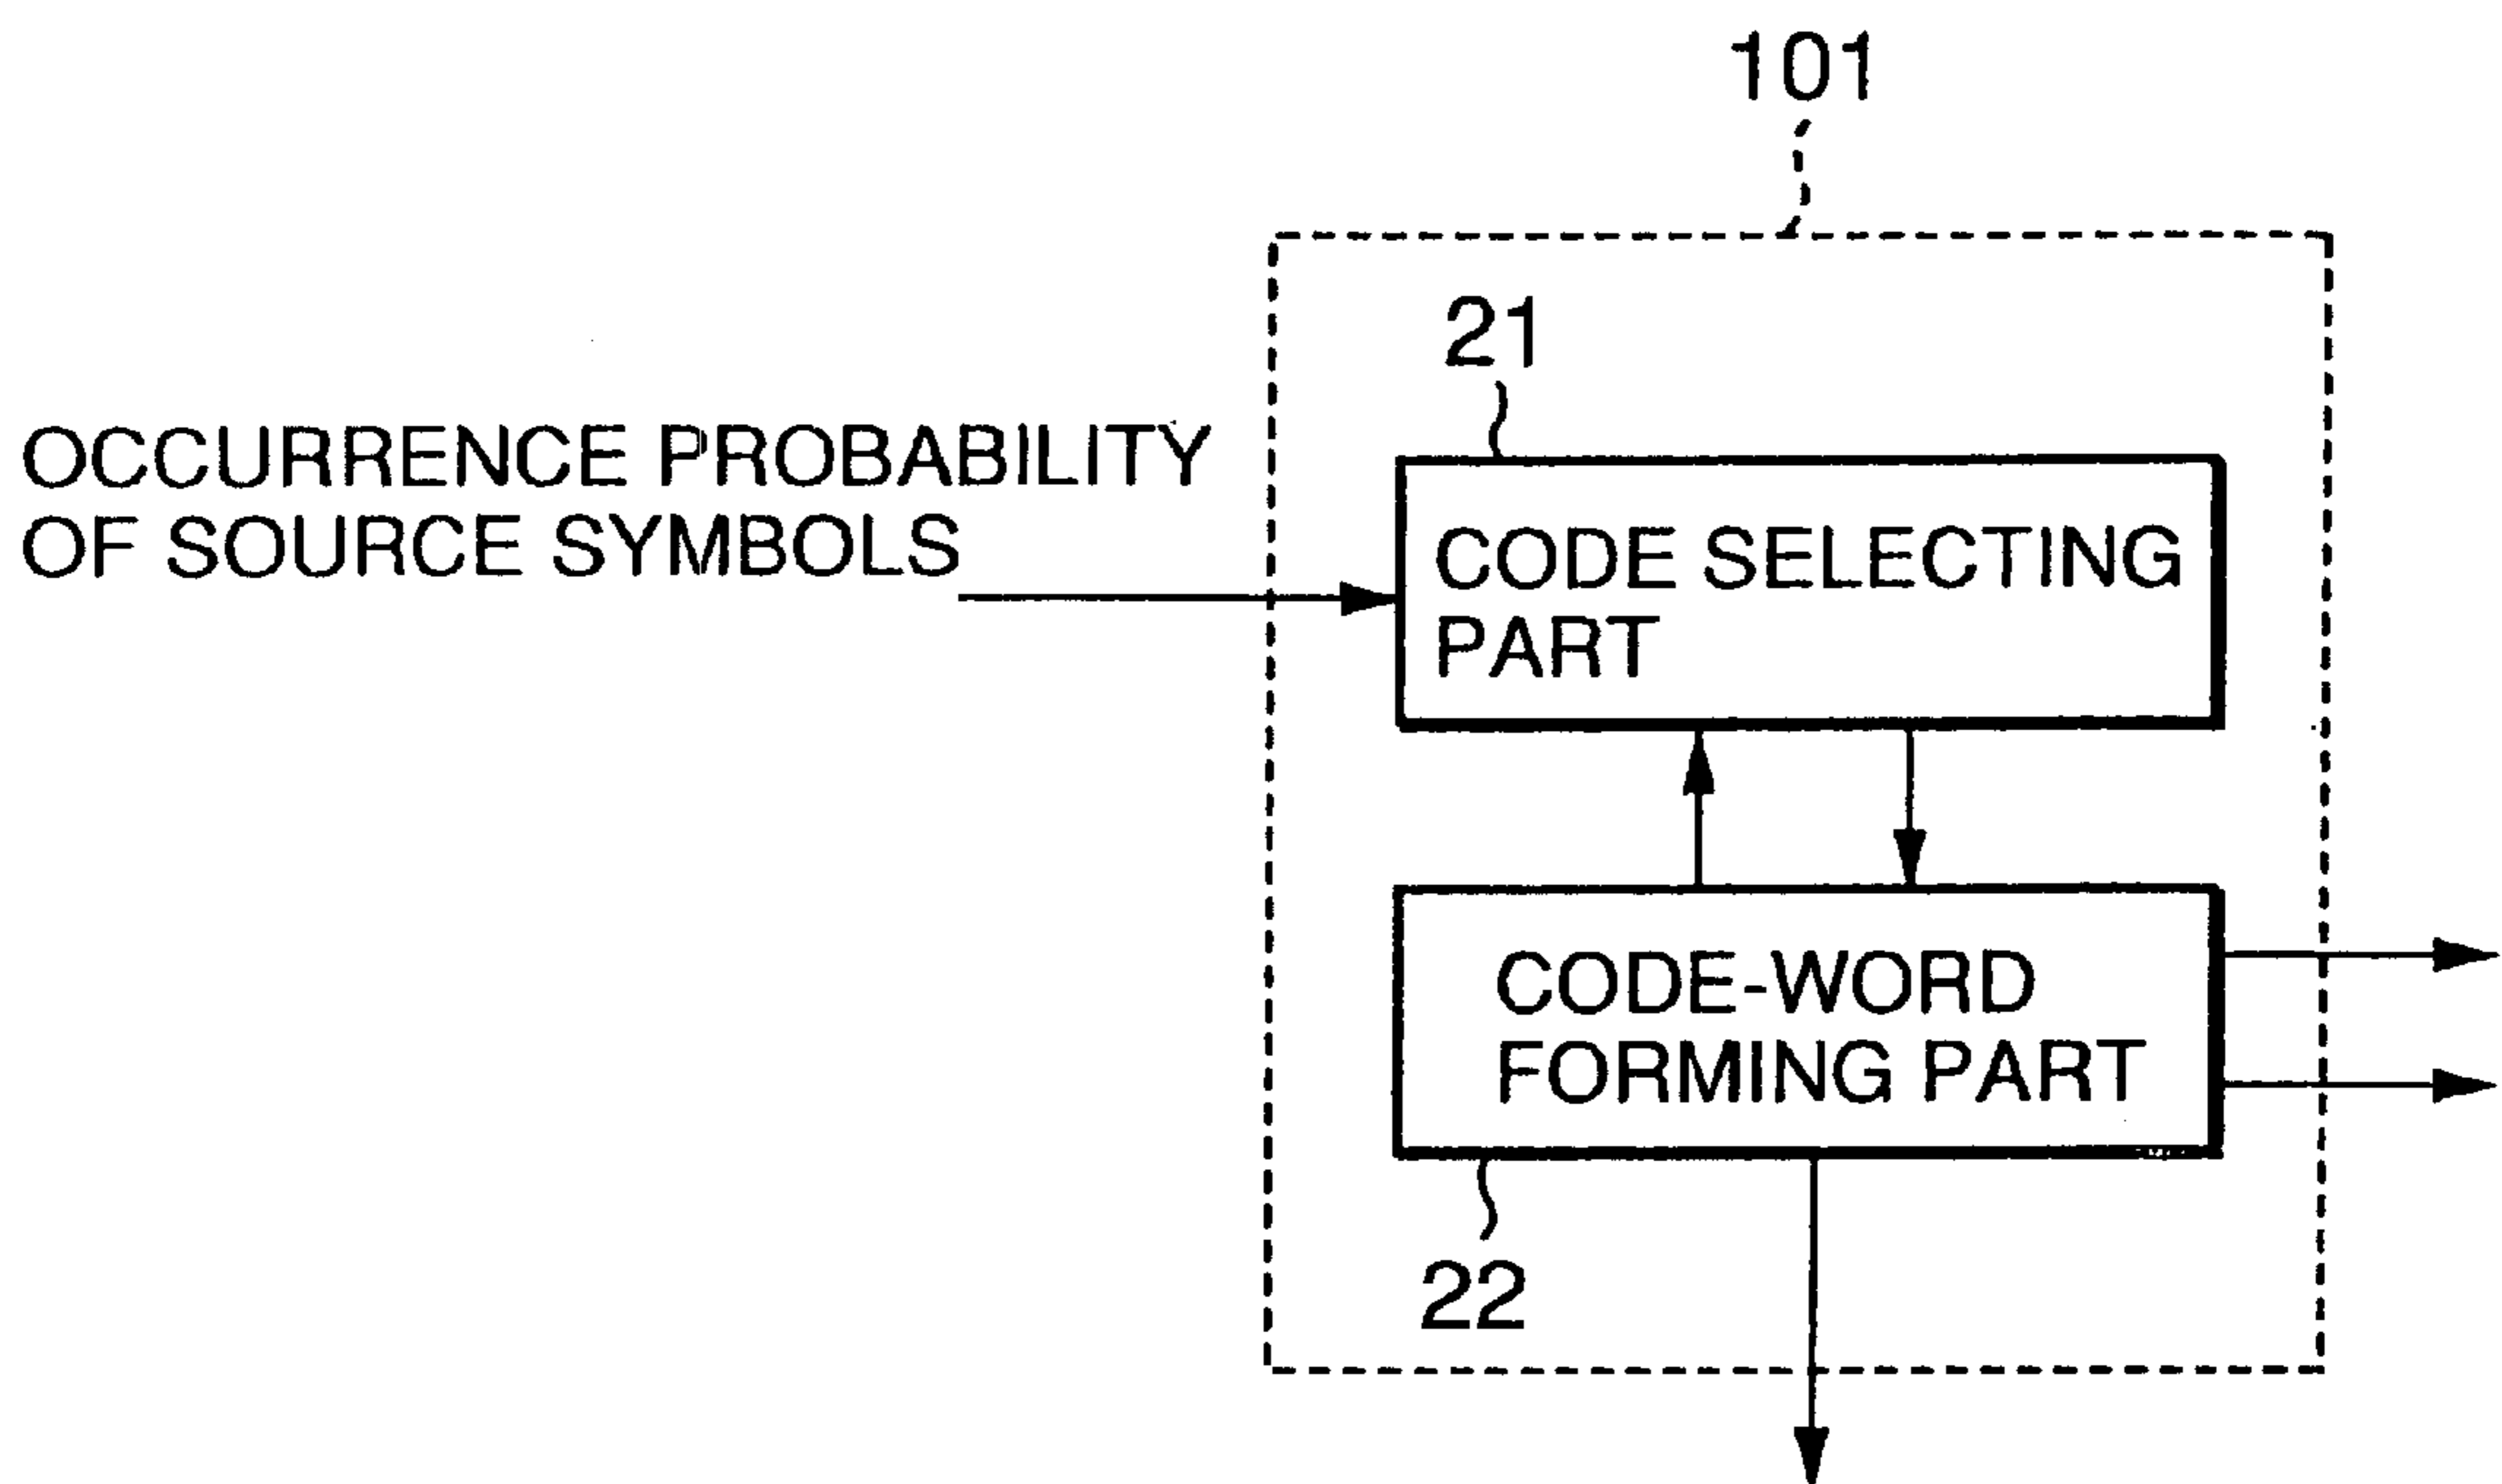 101
21
OCCURRENCE PROBABILITY
OF SOURCE SYMBOLS
CODE SELECTING
PART
CODE-WORD
FORMING PART
22